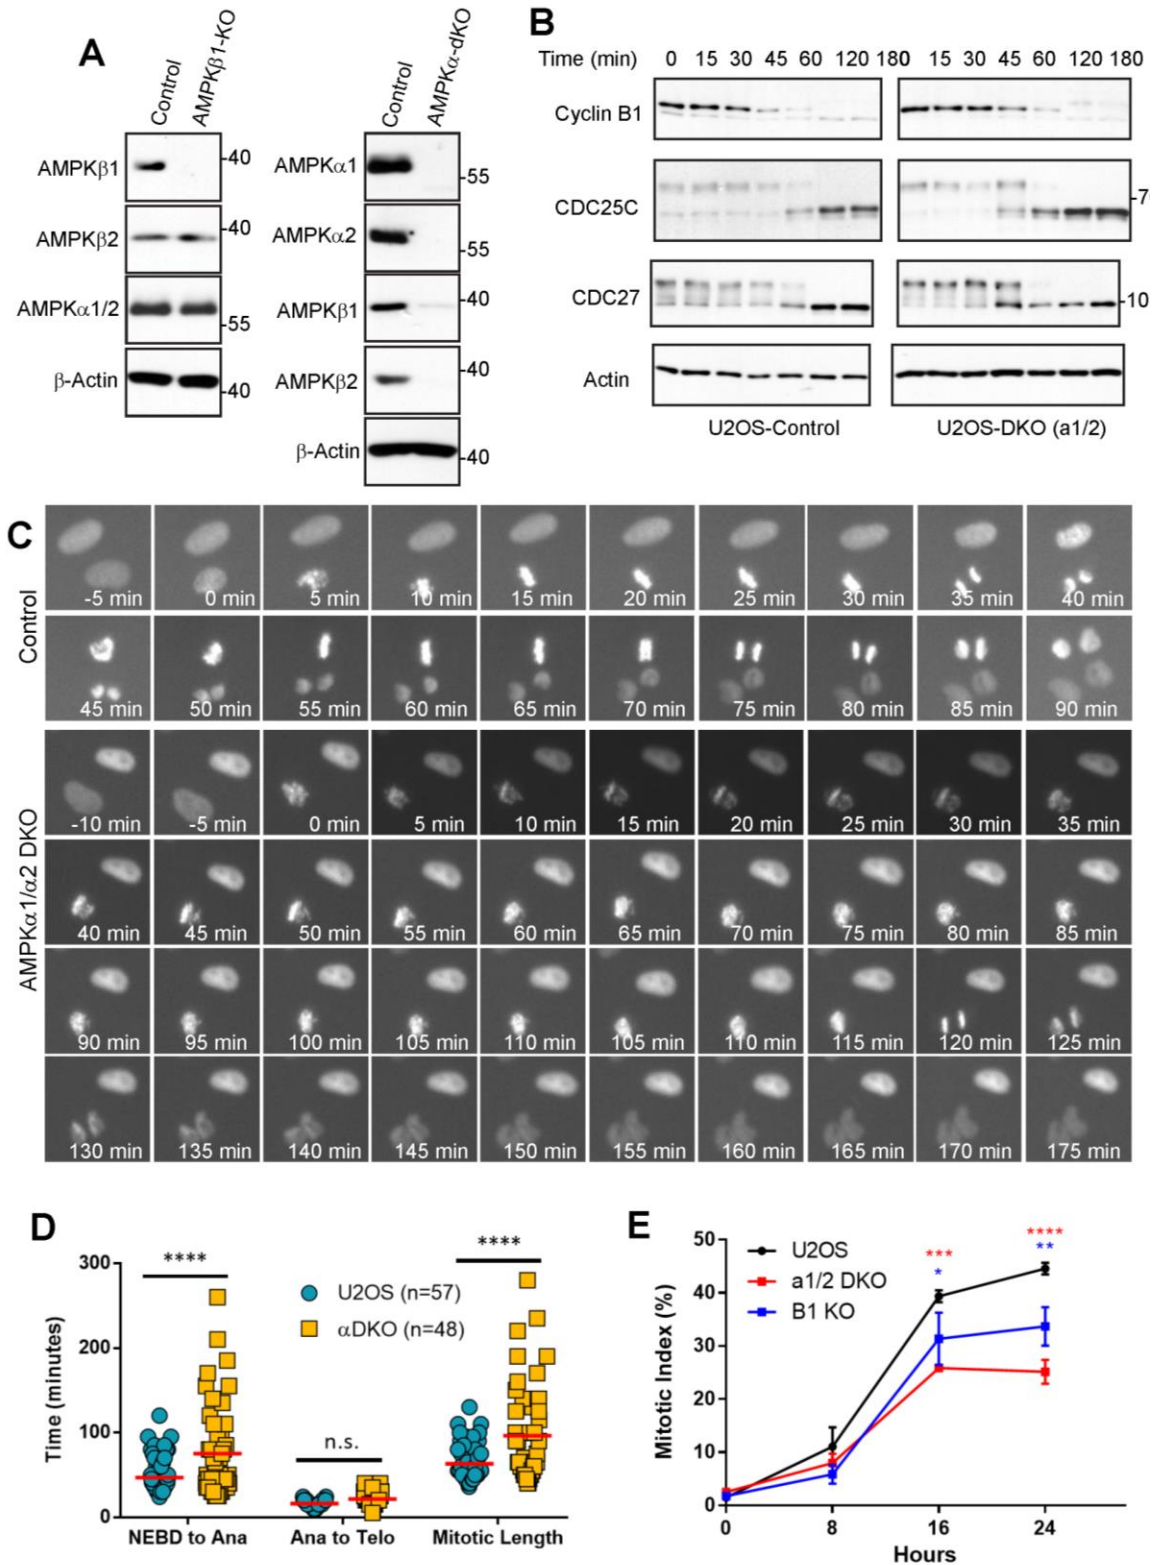 A
Control
AMPKβ1-KO
AMPKβ1
-40
AMPKβ2
-40
AMPKα1/2
-55
β-Actin
-40
Control
AMPKα-dKO
AMPKα1
-55
AMPKα2
-55
AMPKβ1
-40
AMPKβ2
-40
β-Actin
-40
B
Time (min) 0 15 30 45 60 120 180 0 15 30 45 60 120 180
Cyclin B1
CDC25C
-7
CDC27
-10
Actin
U2OS-Control
U2OS-DKO (a1/2)
C
Control
-5 min 0 min 5 min 10 min 15 min 20 min 25 min 30 min 35 min 40 min
45 min 50 min 55 min 60 min 65 min 70 min 75 min 80 min 85 min 90 min
AMPKα1/α2 DKO
-10 min -5 min 0 min 5 min 10 min 15 min 20 min 25 min 30 min 35 min
40 min 45 min 50 min 55 min 60 min 65 min 70 min 75 min 80 min 85 min
90 min 95 min 100 min 105 min 110 min 105 min 110 min 115 min 120 min 125 min
130 min 135 min 140 min 145 min 150 min 155 min 160 min 165 min 170 min 175 min
D
Time (minutes)
300
200
100
0
****
n.s.
****
U2OS (n=57)
αDKO (n=48)
NEBD to Ana
Ana to Telo
Mitotic Length
E
Mitotic Index (%)
50
40
30
20
10
0
U2OS
a1/2 DKO
B1 KO
***
*
****
**
0 8 16 24
Hours